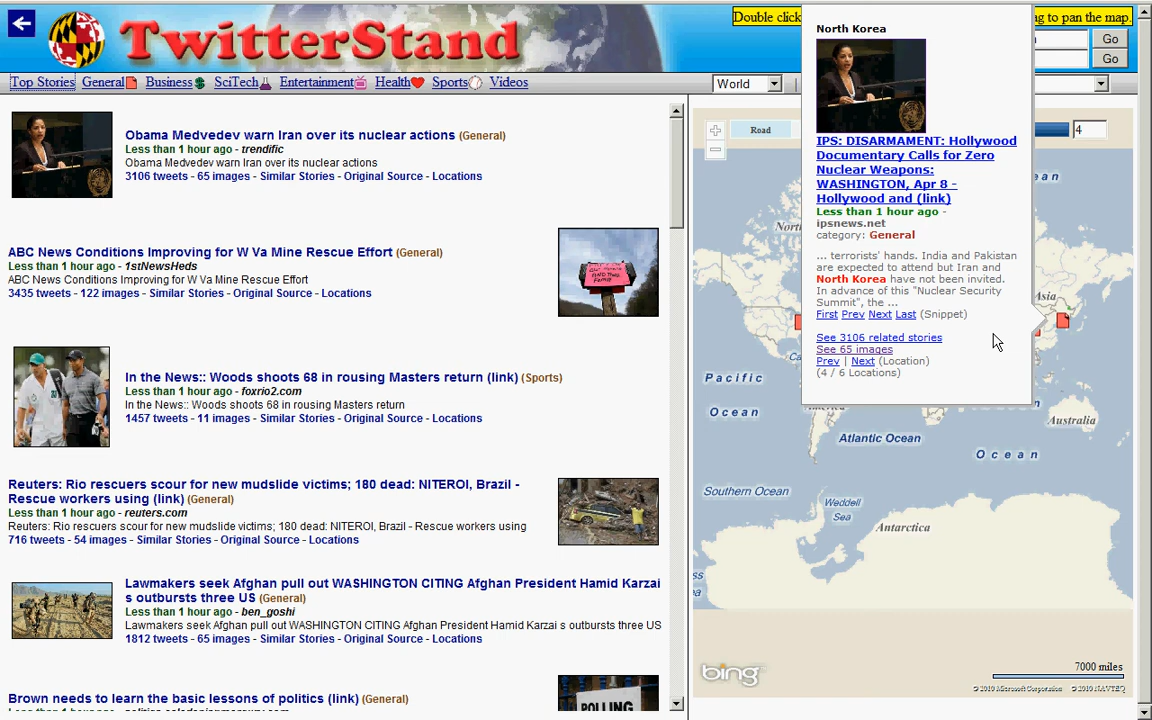 TwitterStand
Double click
ng to pan the map.
Go
Go
Top Stories General Business SciTech Entertainment Health Sports Videos
World
Obama Medvedev warn Iran over its nuclear actions (General)
Less than 1 hour ago - trendific
Obama Medvedev warn Iran over its nuclear actions
3106 tweets - 65 images - Similar Stories - Original Source - Locations
ABC News Conditions Improving for W Va Mine Rescue Effort (General)
Less than 1 hour ago - 1stNewsHeds
ABC News Conditions Improving for W Va Mine Rescue Effort
3435 tweets - 122 images - Similar Stories - Original Source - Locations
In the News:: Woods shoots 68 in rousing Masters return (link) (Sports)
Less than 1 hour ago - foxrio2.com
In the News:: Woods shoots 68 in rousing Masters return
1457 tweets - 11 images - Similar Stories - Original Source - Locations
Reuters: Rio rescuers scour for new mudslide victims; 180 dead: NITEROI, Brazil -
Rescue workers using (link) (General)
Less than 1 hour ago - reuters.com
Reuters: Rio rescuers scour for new mudslide victims; 180 dead: NITEROI, Brazil - Rescue workers using
716 tweets - 54 images - Similar Stories - Original Source - Locations
Lawmakers seek Afghan pull out WASHINGTON CITING Afghan President Hamid Karzai
s outbursts three US (General)
Less than 1 hour ago - ben_goshi
Lawmakers seek Afghan pull out WASHINGTON CITING Afghan President Hamid Karzai s outbursts three US
1812 tweets - 65 images - Similar Stories - Original Source - Locations
Brown needs to learn the basic lessons of politics (link) (General)
POLLING
North Korea
IPS: DISARMAMENT: Hollywood
Documentary Calls for Zero
Nuclear Weapons:
WASHINGTON, Apr 8 -
Hollywood and (link)
Less than 1 hour ago -
ipsnews.net
category: General
... terrorists' hands. India and Pakistan
are expected to attend but Iran and
North Korea have not been invited.
In advance of this "Nuclear Security
Summit", the ...
First Prev Next Last (Snippet)
See 3106 related stories
See 65 images
Prev | Next (Location)
(4 / 6 Locations)
Road
4
ean
Nort
Asia
Ca
Pacific
Ocean
Atlantic Ocean
Australia
Ocean
Southern Ocean
Weddell
Sea
Antarctica
bing
7000 miles
© 2010 Microsoft Corporation © 2010 NAVTEQ